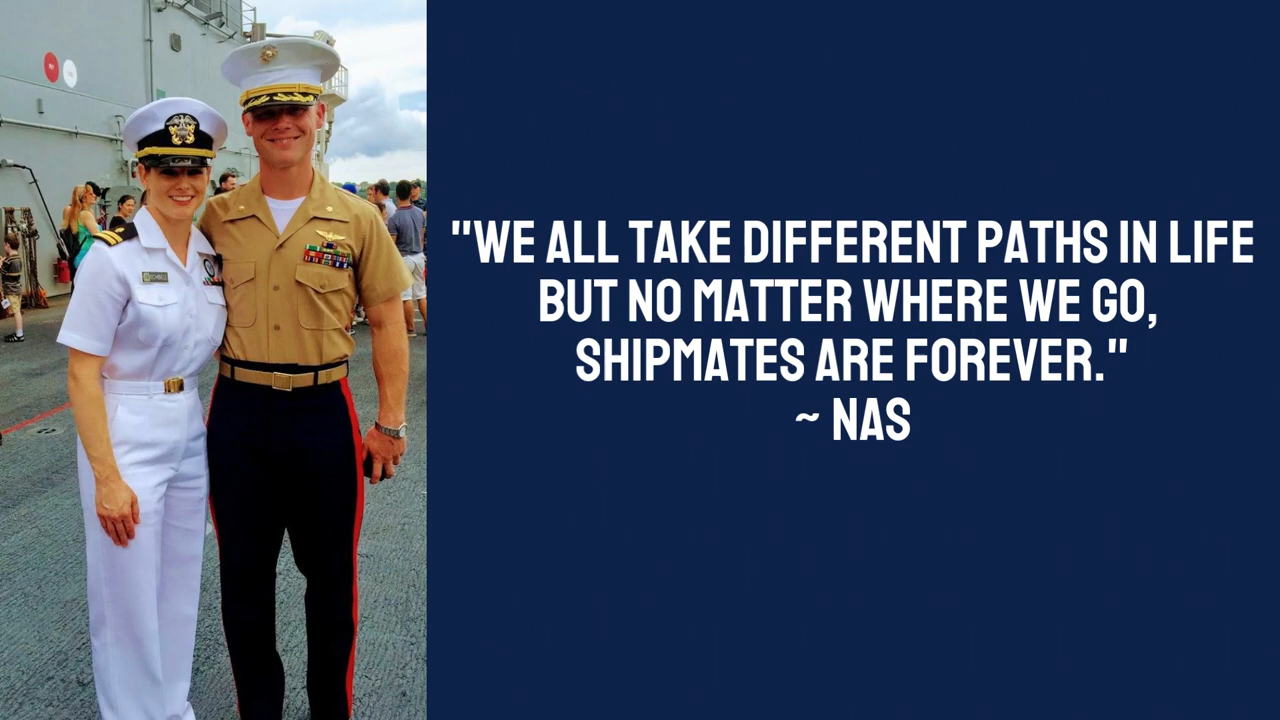 "WE ALL TAKE DIFFERENT PATHS IN LIFE
BUT NO MATTER WHERE WE GO,
SHIPMATES ARE FOREVER."
~ NAS